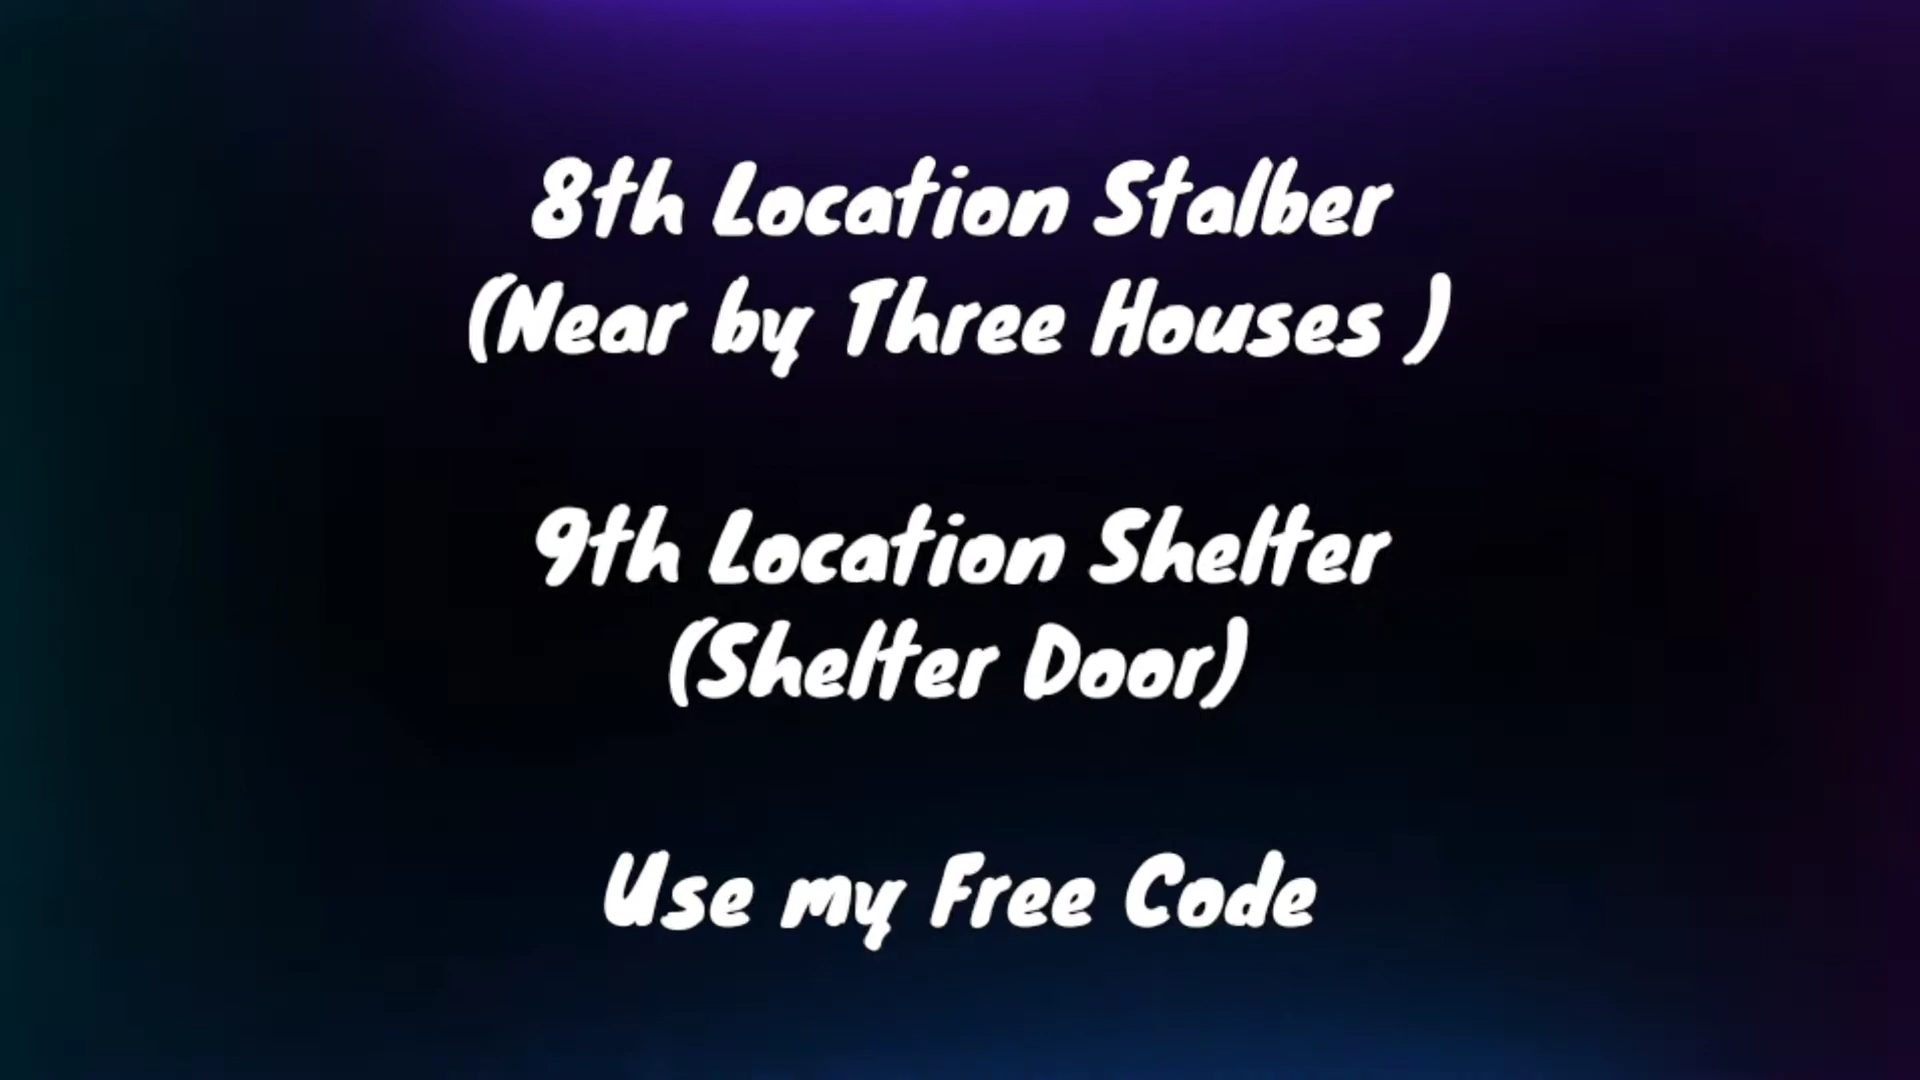 8th Location Stalber
(Near by Three Houses )
9th Location Shelter
(Shelter Door)
Use my Free Code